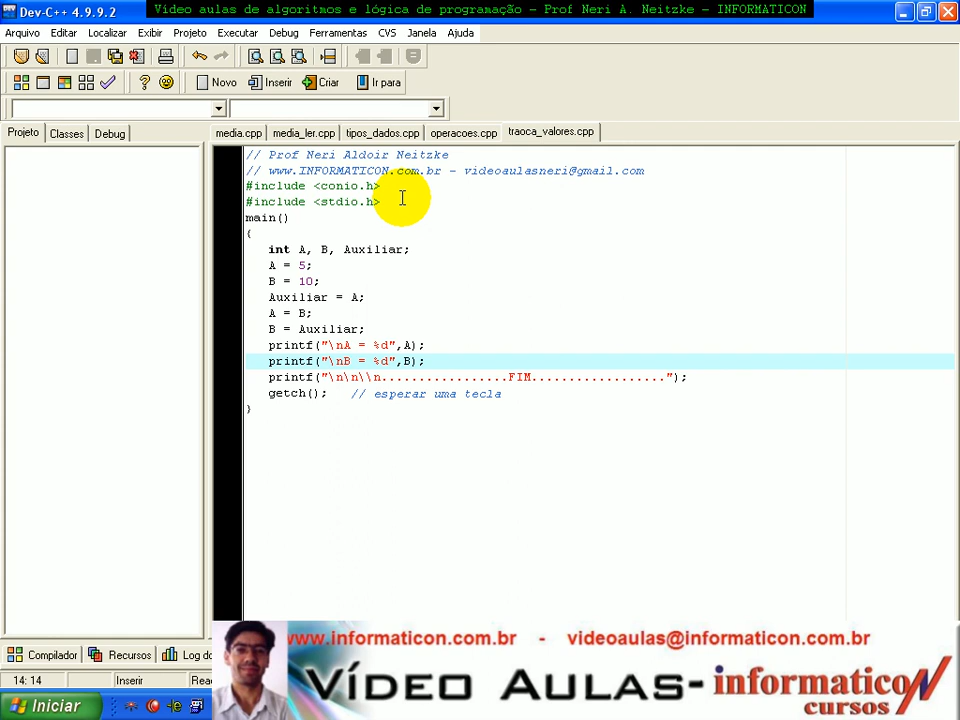 Dev-C++ 4.9.9.2
Vídeo aulas de algoritmos e lógica de programação – Prof Neri A. Neitzke – INFORMATICON
Arquivo Editar Localizar Exibir Projeto Executar Debug Ferramentas CVS Janela Ajuda
Novo Inserir Criar Ir para
Projeto Classes Debug
media.cpp media_ler.cpp tipos_dados.cpp operacoes.cpp traoca_valores.cpp
// Prof Neri Aldoir Neitzke
// www.INFORMATICON.com.br - videoaulasneri@gmail.com
#include <conio.h>
#include <stdio.h>
main()
{
int A, B, Auxiliar;
A = 5;
B = 10;
Auxiliar = A;
A = B;
B = Auxiliar;
printf("\nA = %d",A);
printf("\nB = %d",B);
printf("\n\n\\n.................FIM..................");
getch(); // esperar uma tecla
}
Compilador Recursos Log do
14: 14 Inserir Rea
Iniciar
www.informaticon.com.br - videoaulas@informaticon.com.br
Vídeo Aulas- informaticon
cursos